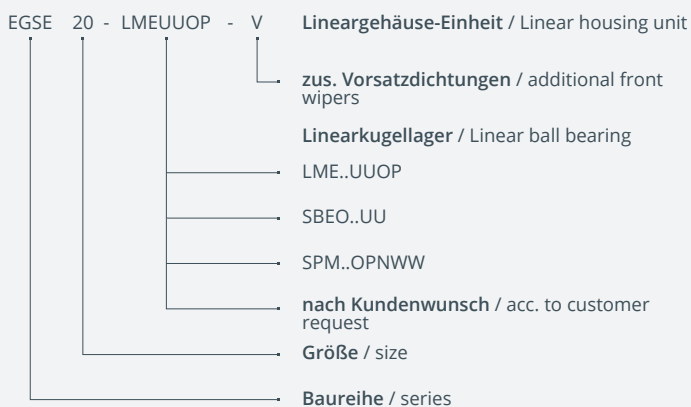 EGSE 20 - LMEUUOP - V Lineargehäuse-Einheit / Linear housing unit
zus. Vorsatzdichtungen / additional front
wipers
Linearkugellager / Linear ball bearing
LME..UUOP
SBEO..UU
SPM..OPNWW
nach Kundenwunsch / acc. to customer
request
Größe / size
Baureihe / series